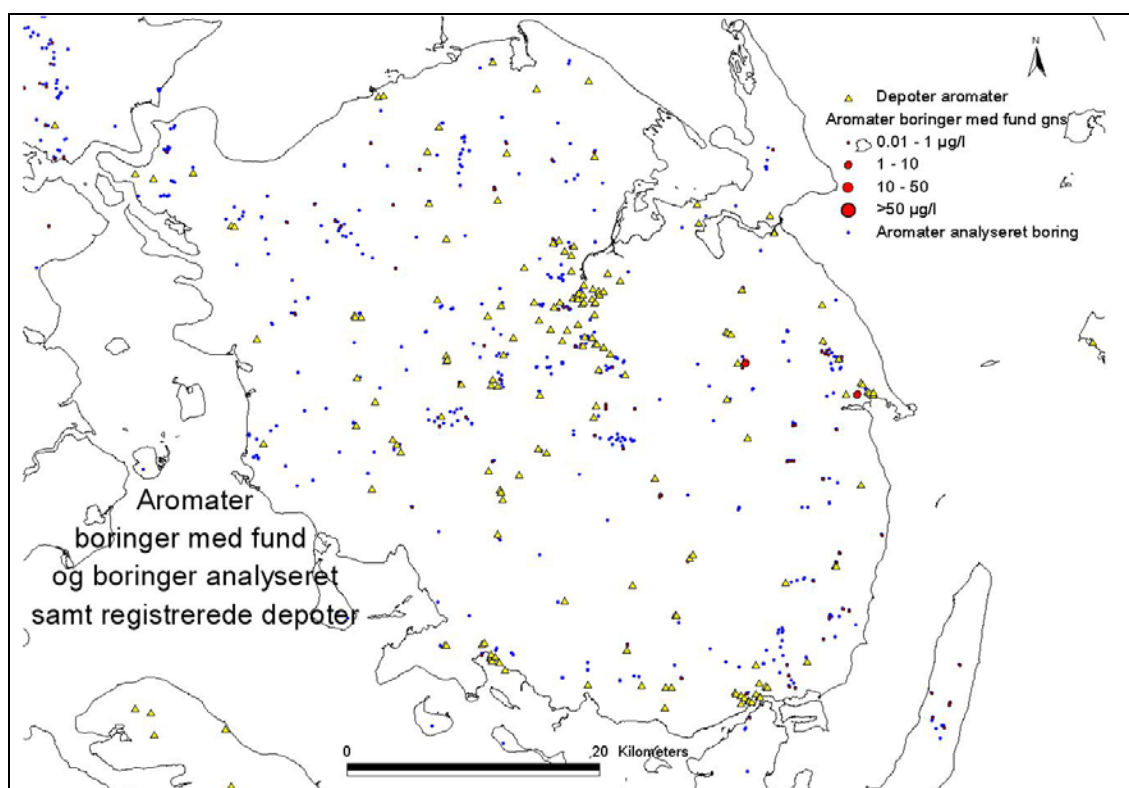 N
Depoter aromater
Aromater boringer med fund gns
0.01 - 1 µg/l
1 - 10
10 - 50
>50 µg/l
Aromater analyseret boring
Aromater
boringer med fund
og boringer analyseret
samt registrerede depoter
0 20 Kilometers